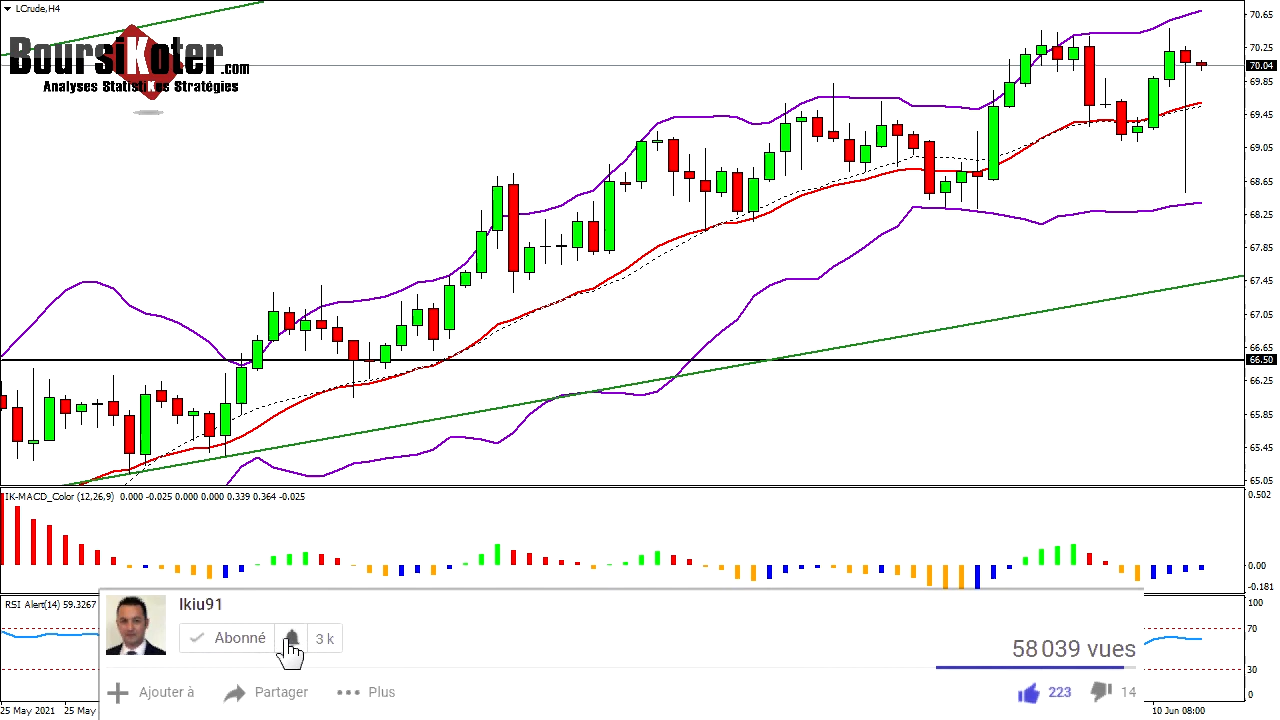 LCrude,H4
BoursiKoter.com
Analyses StatistiKes Stratégies
70.65
70.25
70.04
69.85
69.45
69.05
68.65
68.25
67.85
67.45
67.05
66.65
66.50
66.25
65.85
65.45
65.05
IK-MACD_Color (12,26,9) 0.000 -0.025 0.000 0.000 0.339 0.364 -0.025
0.502
0.00
-0.181
RSI Alert(14) 59.3267
100
70
30
0
Ikiu91
Abonné
3 k
58 039 vues
Ajouter à
Partager
Plus
223
14
25 May 2021
25 May
10 Jun 08:00